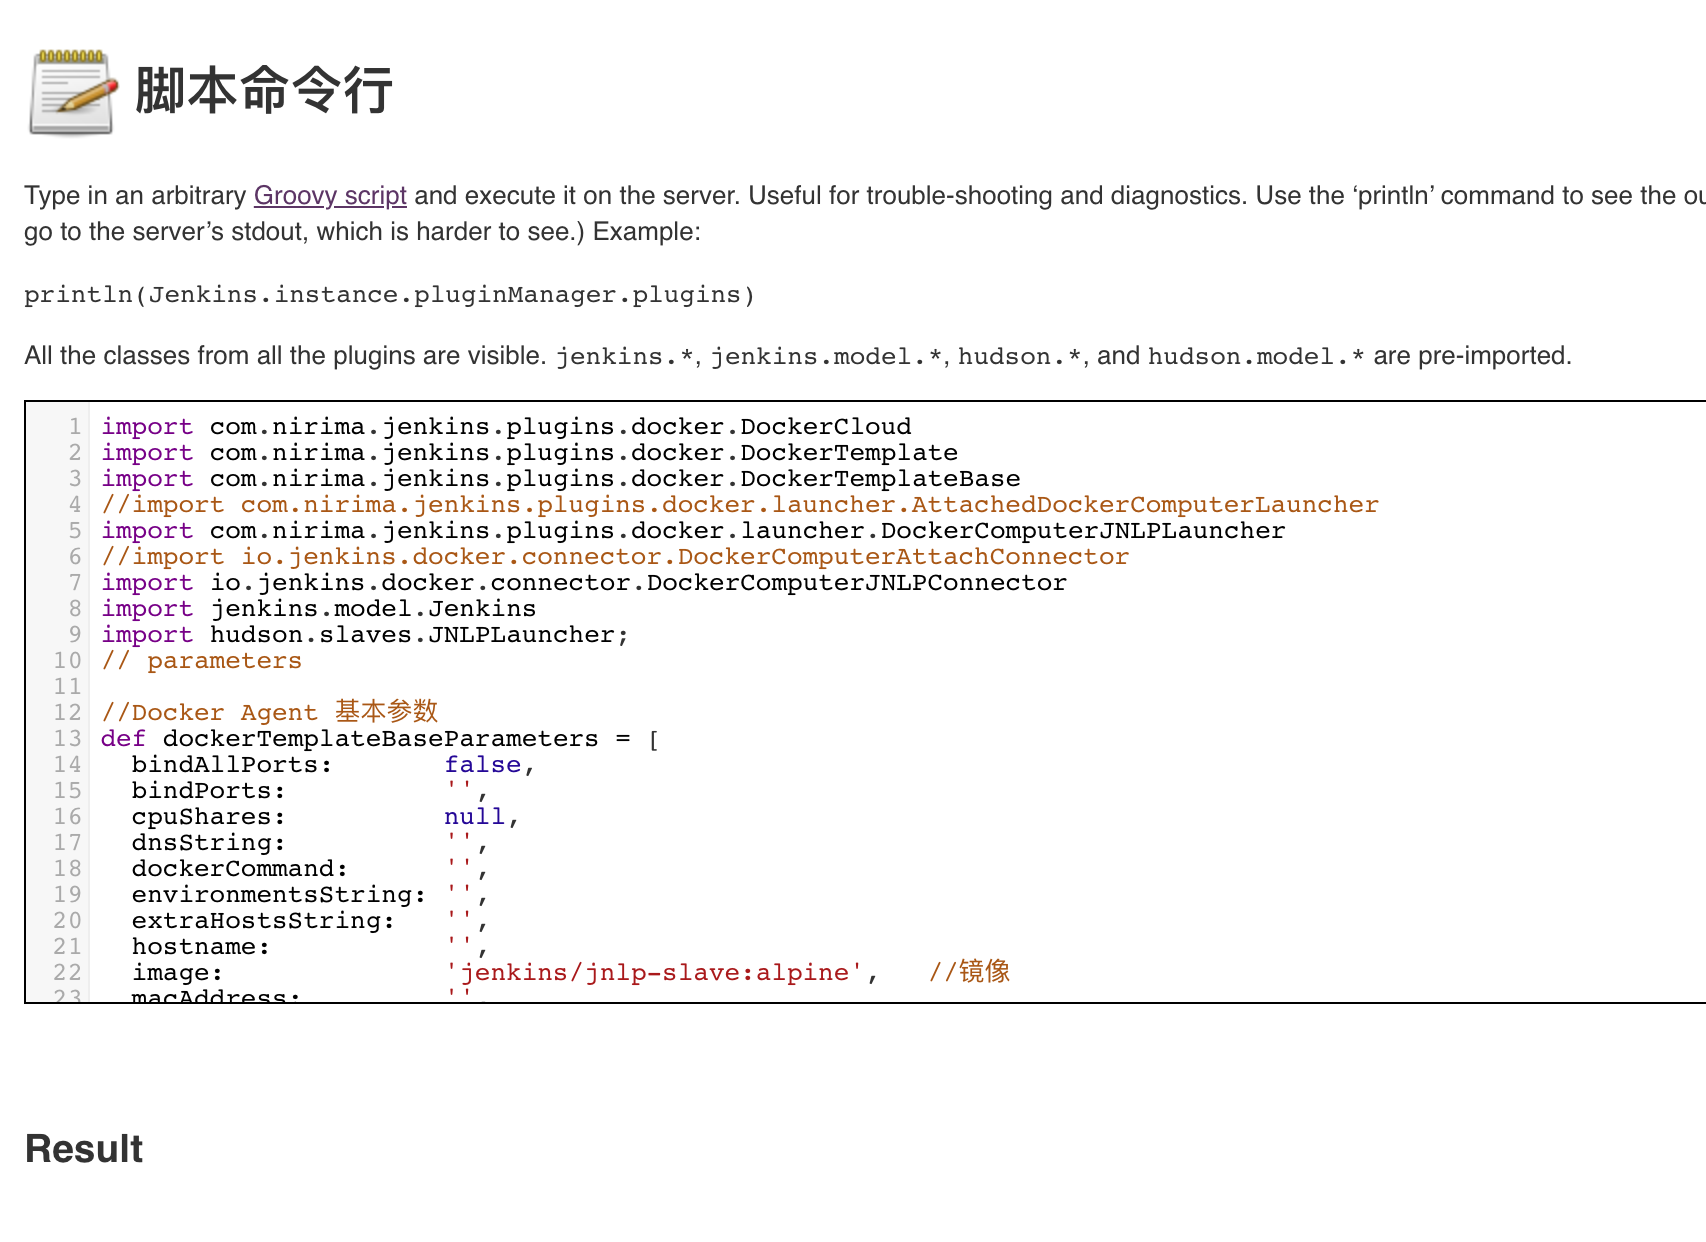 脚本命令行
Type in an arbitrary Groovy script and execute it on the server. Useful for trouble-shooting and diagnostics. Use the ‘println’ command to see the
go to the server’s stdout, which is harder to see.) Example:
println(Jenkins.instance.pluginManager.plugins)
All the classes from all the plugins are visible. jenkins.*, jenkins.model.*, hudson.*, and hudson.model.* are pre-imported.
1 import com.nirima.jenkins.plugins.docker.DockerCloud
2 import com.nirima.jenkins.plugins.docker.DockerTemplate
3 import com.nirima.jenkins.plugins.docker.DockerTemplateBase
4 //import com.nirima.jenkins.plugins.docker.launcher.AttachedDockerComputerLauncher
5 import com.nirima.jenkins.plugins.docker.launcher.DockerComputerJNLPLauncher
6 //import io.jenkins.docker.connector.DockerComputerAttachConnector
7 import io.jenkins.docker.connector.DockerComputerJNLPConnector
8 import jenkins.model.Jenkins
9 import hudson.slaves.JNLPLauncher;
10 // parameters
11
12 //Docker Agent 基本参数
13 def dockerTemplateBaseParameters = [
14 bindAllPorts: false,
15 bindPorts: '',
16 cpuShares: null,
17 dnsString: '',
18 dockerCommand: '',
19 environmentsString: '',
20 extraHostsString: '',
21 hostname: '',
22 image: 'jenkins/jnlp-slave:alpine', //镜像
23 macAddress: '',
Result